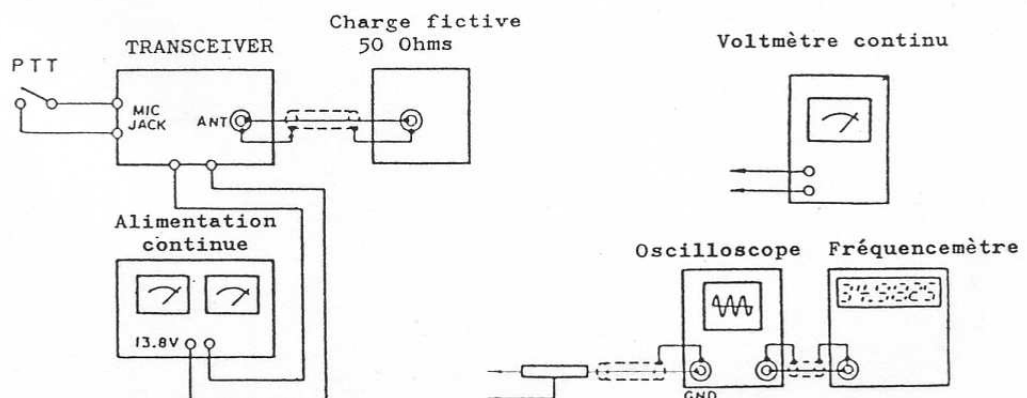 Charge fictive
50 Ohms
TRANSCEIVER
PTT
MIC
JACK
ANT
Voltmètre continu
Alimentation
continue
13.8V
Oscilloscope
Fréquencemètre
GND